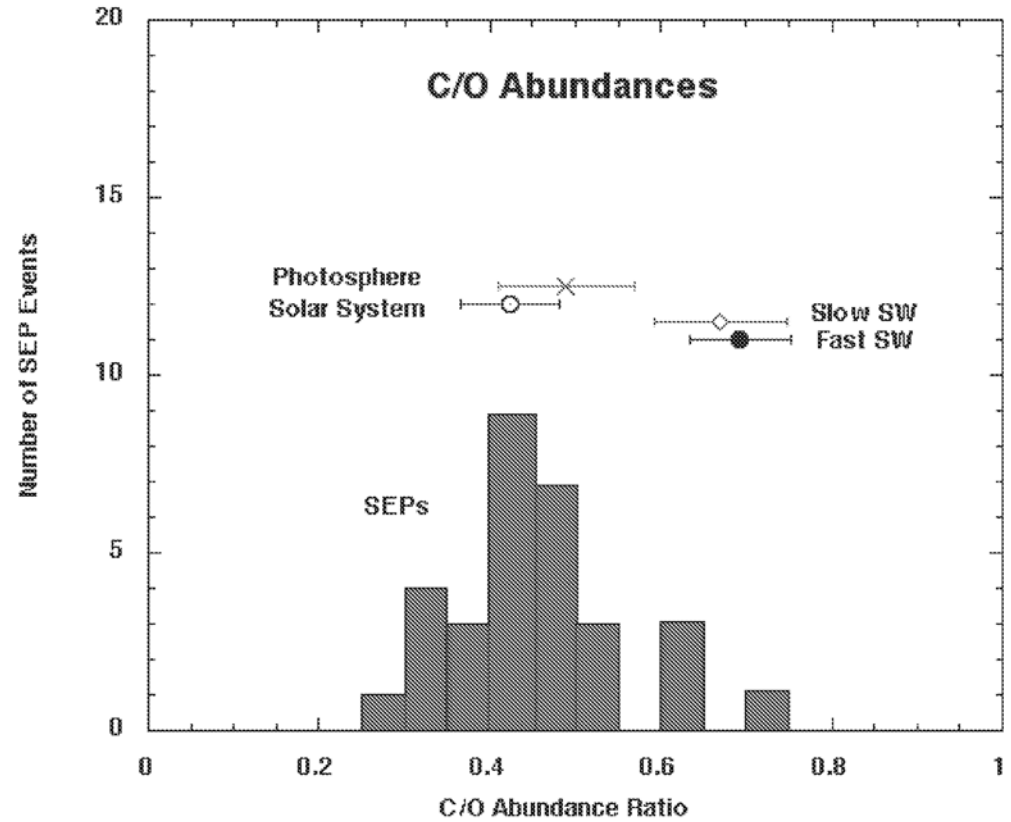 20
C/O Abundances
15
Number of SEP Events
Photosphere
Solar System
Slow SW
Fast SW
10
SEPs
5
0
0 0.2 0.4 0.6 0.8 1
C/O Abundance Ratio